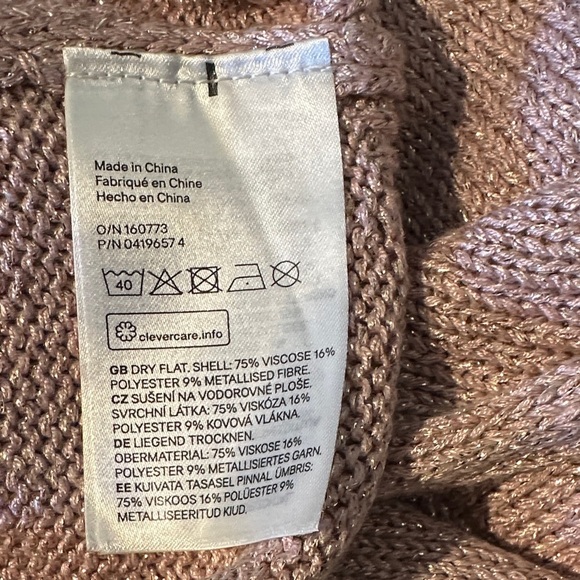 Made in China
Fabriqué en Chine
Hecho en China
O/N 160773
P/N 0419657 4
40
clevercare.info
GB DRY FLAT. SHELL: 75% VISCOSE 16%
POLYESTER 9% METALLISED FIBRE.
CZ SUŠENÍ NA VODOROVNÉ PLOŠE.
SVRCHNÍ LÁTKA: 75% VISKÓZA 16%
POLYESTER 9% KOVOVÁ VLÁKNA.
DE LIEGEND TROCKNEN.
OBERMATERIAL: 75% VISKOSE 16%
POLYESTER 9% METALLISIERTES GARN.
EE KUIVATA TASASEL PINNAL. ÜMBRIS:
75% VISKOOS 16% POLÜESTER 9%
METALLISEERITUD KIUD.